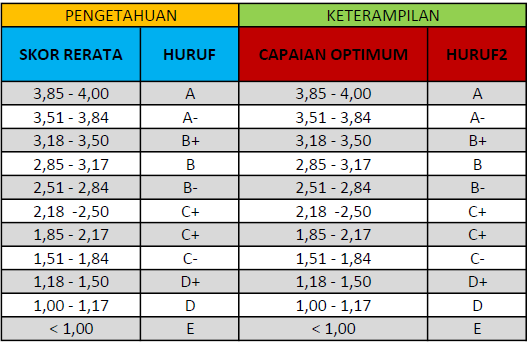 PENGETAHUAN KETERAMPILAN
SKOR RERATA HURUF CAPAIAN OPTIMUM HURUF2
3,85 - 4,00 A 3,85 - 4,00 A
3,51 - 3,84 A- 3,51 - 3,84 A-
3,18 - 3,50 B+ 3,18 - 3,50 B+
2,85 - 3,17 B 2,85 - 3,17 B
2,51 - 2,84 B- 2,51 - 2,84 B-
2,18 -2,50 C+ 2,18 -2,50 C+
1,85 - 2,17 C+ 1,85 - 2,17 C+
1,51 - 1,84 C- 1,51 - 1,84 C-
1,18 - 1,50 D+ 1,18 - 1,50 D+
1,00 - 1,17 D 1,00 - 1,17 D
< 1,00 E < 1,00 E